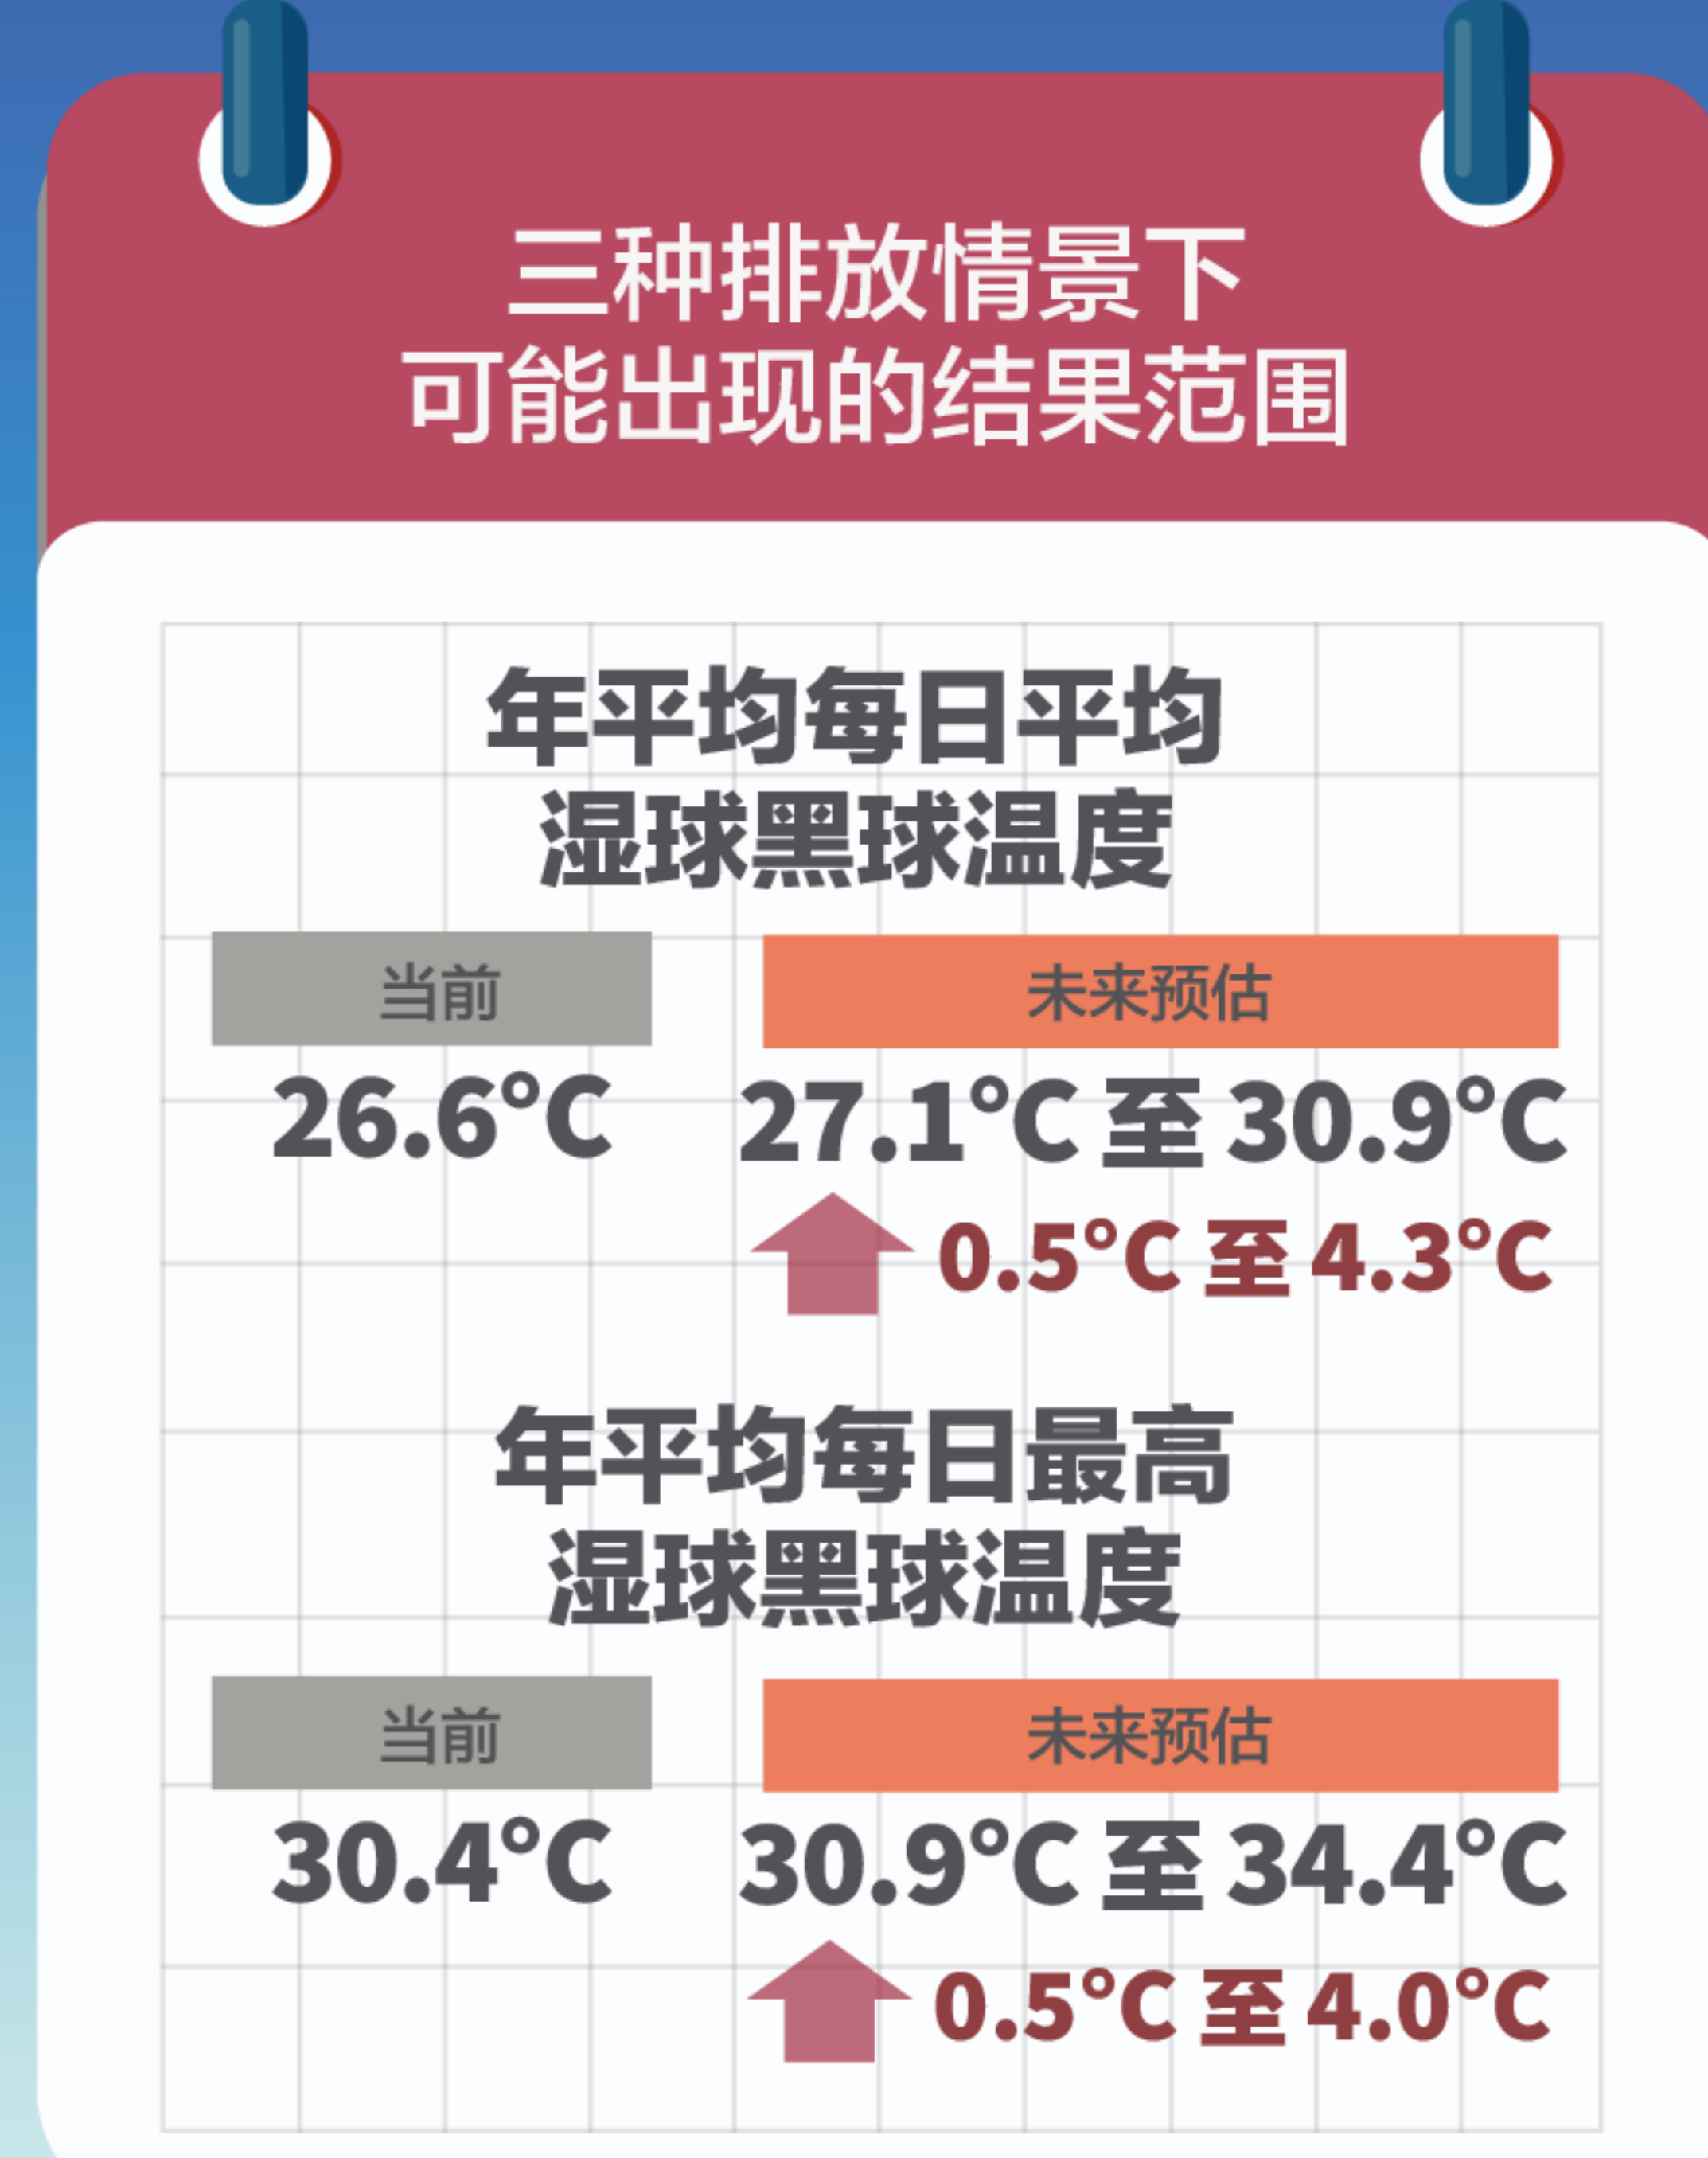 三种排放情景下
可能出现的结果范围
年平均每日平均
湿球黑球温度
当前
未来预估
26.6°C
27.1°C 至 30.9°C
0.5°C 至 4.3°C
年平均每日最高
湿球黑球温度
当前
未来预估
30.4°C
30.9°C 至 34.4°C
0.5°C 至 4.0°C